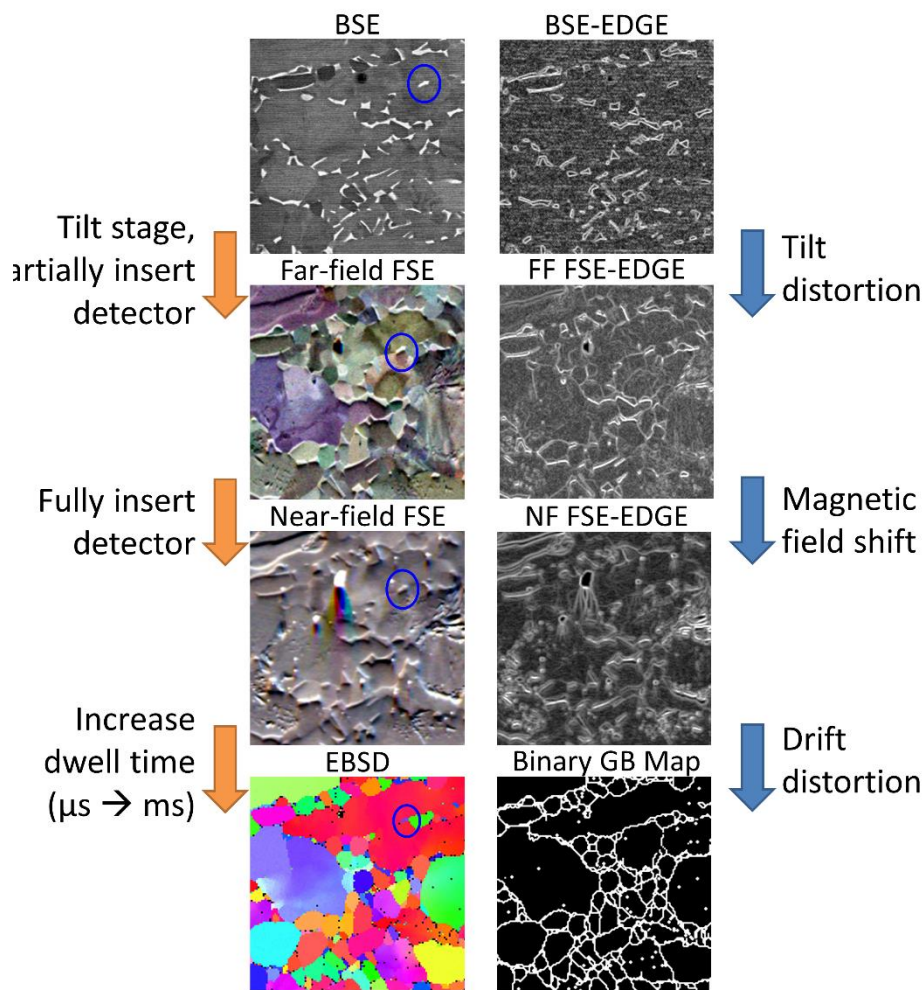 BSE
BSE-EDGE
Tilt stage,
artially insert
detector
Tilt
distortion
Far-field FSE
FF FSE-EDGE
Fully insert
detector
Magnetic
field shift
Near-field FSE
NF FSE-EDGE
Increase
dwell time
(µs → ms)
Drift
distortion
EBSD
Binary GB Map